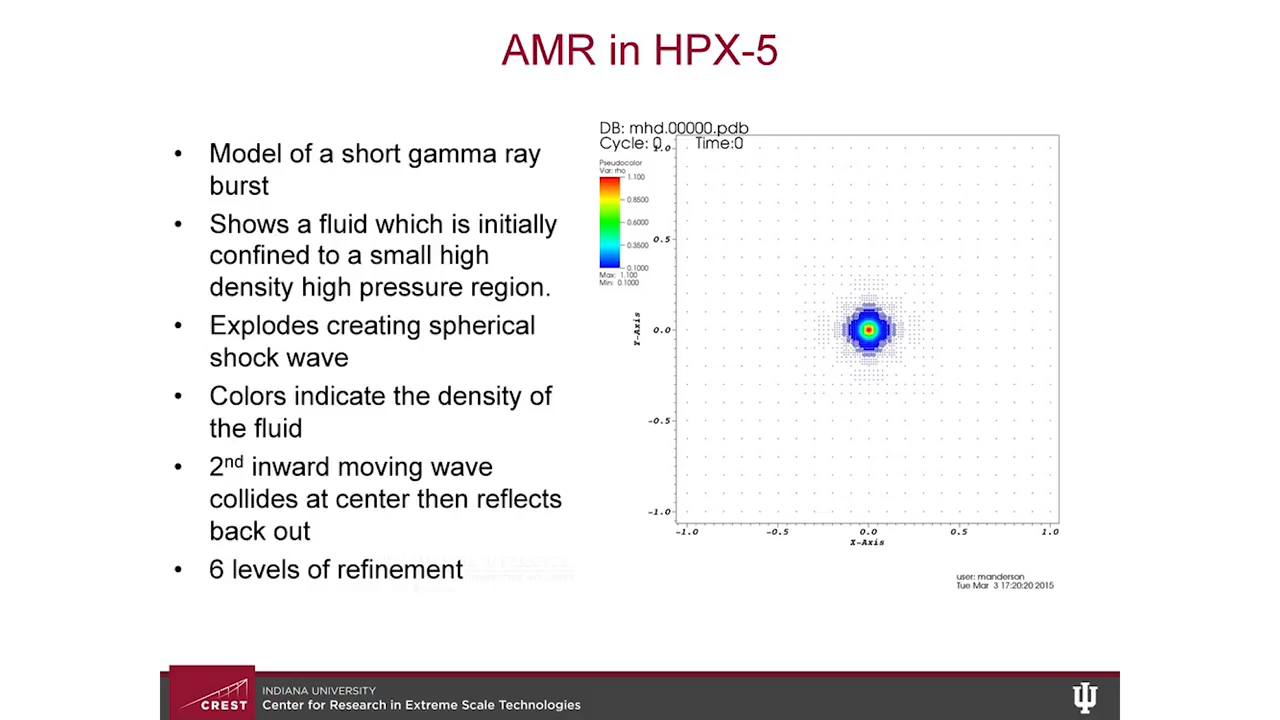 AMR in HPX-5
• Model of a short gamma ray
burst
• Shows a fluid which is initially
confined to a small high
density high pressure region.
• Explodes creating spherical
shock wave
• Colors indicate the density of
the fluid
• 2nd inward moving wave
collides at center then reflects
back out
• 6 levels of refinement
DB: mhd.00000.pdb
Cycle: 0 Time:0
Pseudocolor
Var: rho
1.100
0.8500
0.6000
0.3500
0.1000
Max: 1.100
Min: 0.1000
1.0
0.5
0.0
-0.5
-1.0
Y-Axis
-1.0 -0.5 0.0 0.5 1.0
X-Axis
user: manderson
Tue Mar 3 17:20:20 2015
CREST
INDIANA UNIVERSITY
Center for Research in Extreme Scale Technologies